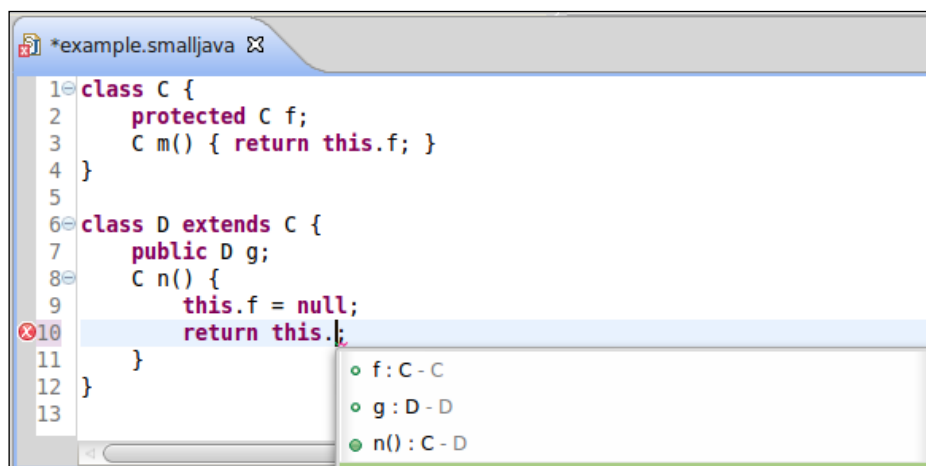 *example.smalljava
1 class C {
2 protected C f;
3 C m() { return this.f; }
4 }
5
6 class D extends C {
7 public D g;
8 C n() {
9 this.f = null;
10 return this.;
11 }
12 }
13
f : C - C
g : D - D
n() : C - D